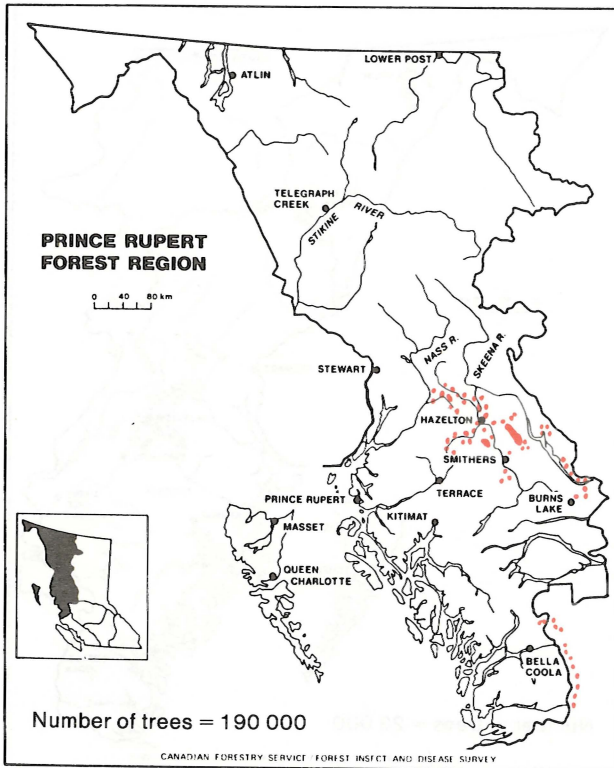 ATLIN
LOWER POST
TELEGRAPH
CREEK
STIKINE RIVER
PRINCE RUPERT
FOREST REGION
0 40 80 km
STEWART
NASS R.
SKEENA R.
HAZELTON
SMITHERS
TERRACE
BURNS
LAKE
PRINCE RUPERT
KITIMAT
MASSET
QUEEN
CHARLOTTE
BELLA
COOLA
Number of trees = 190 000
CANADIAN FORESTRY SERVICE FOREST INSECT AND DISEASE SURVEY